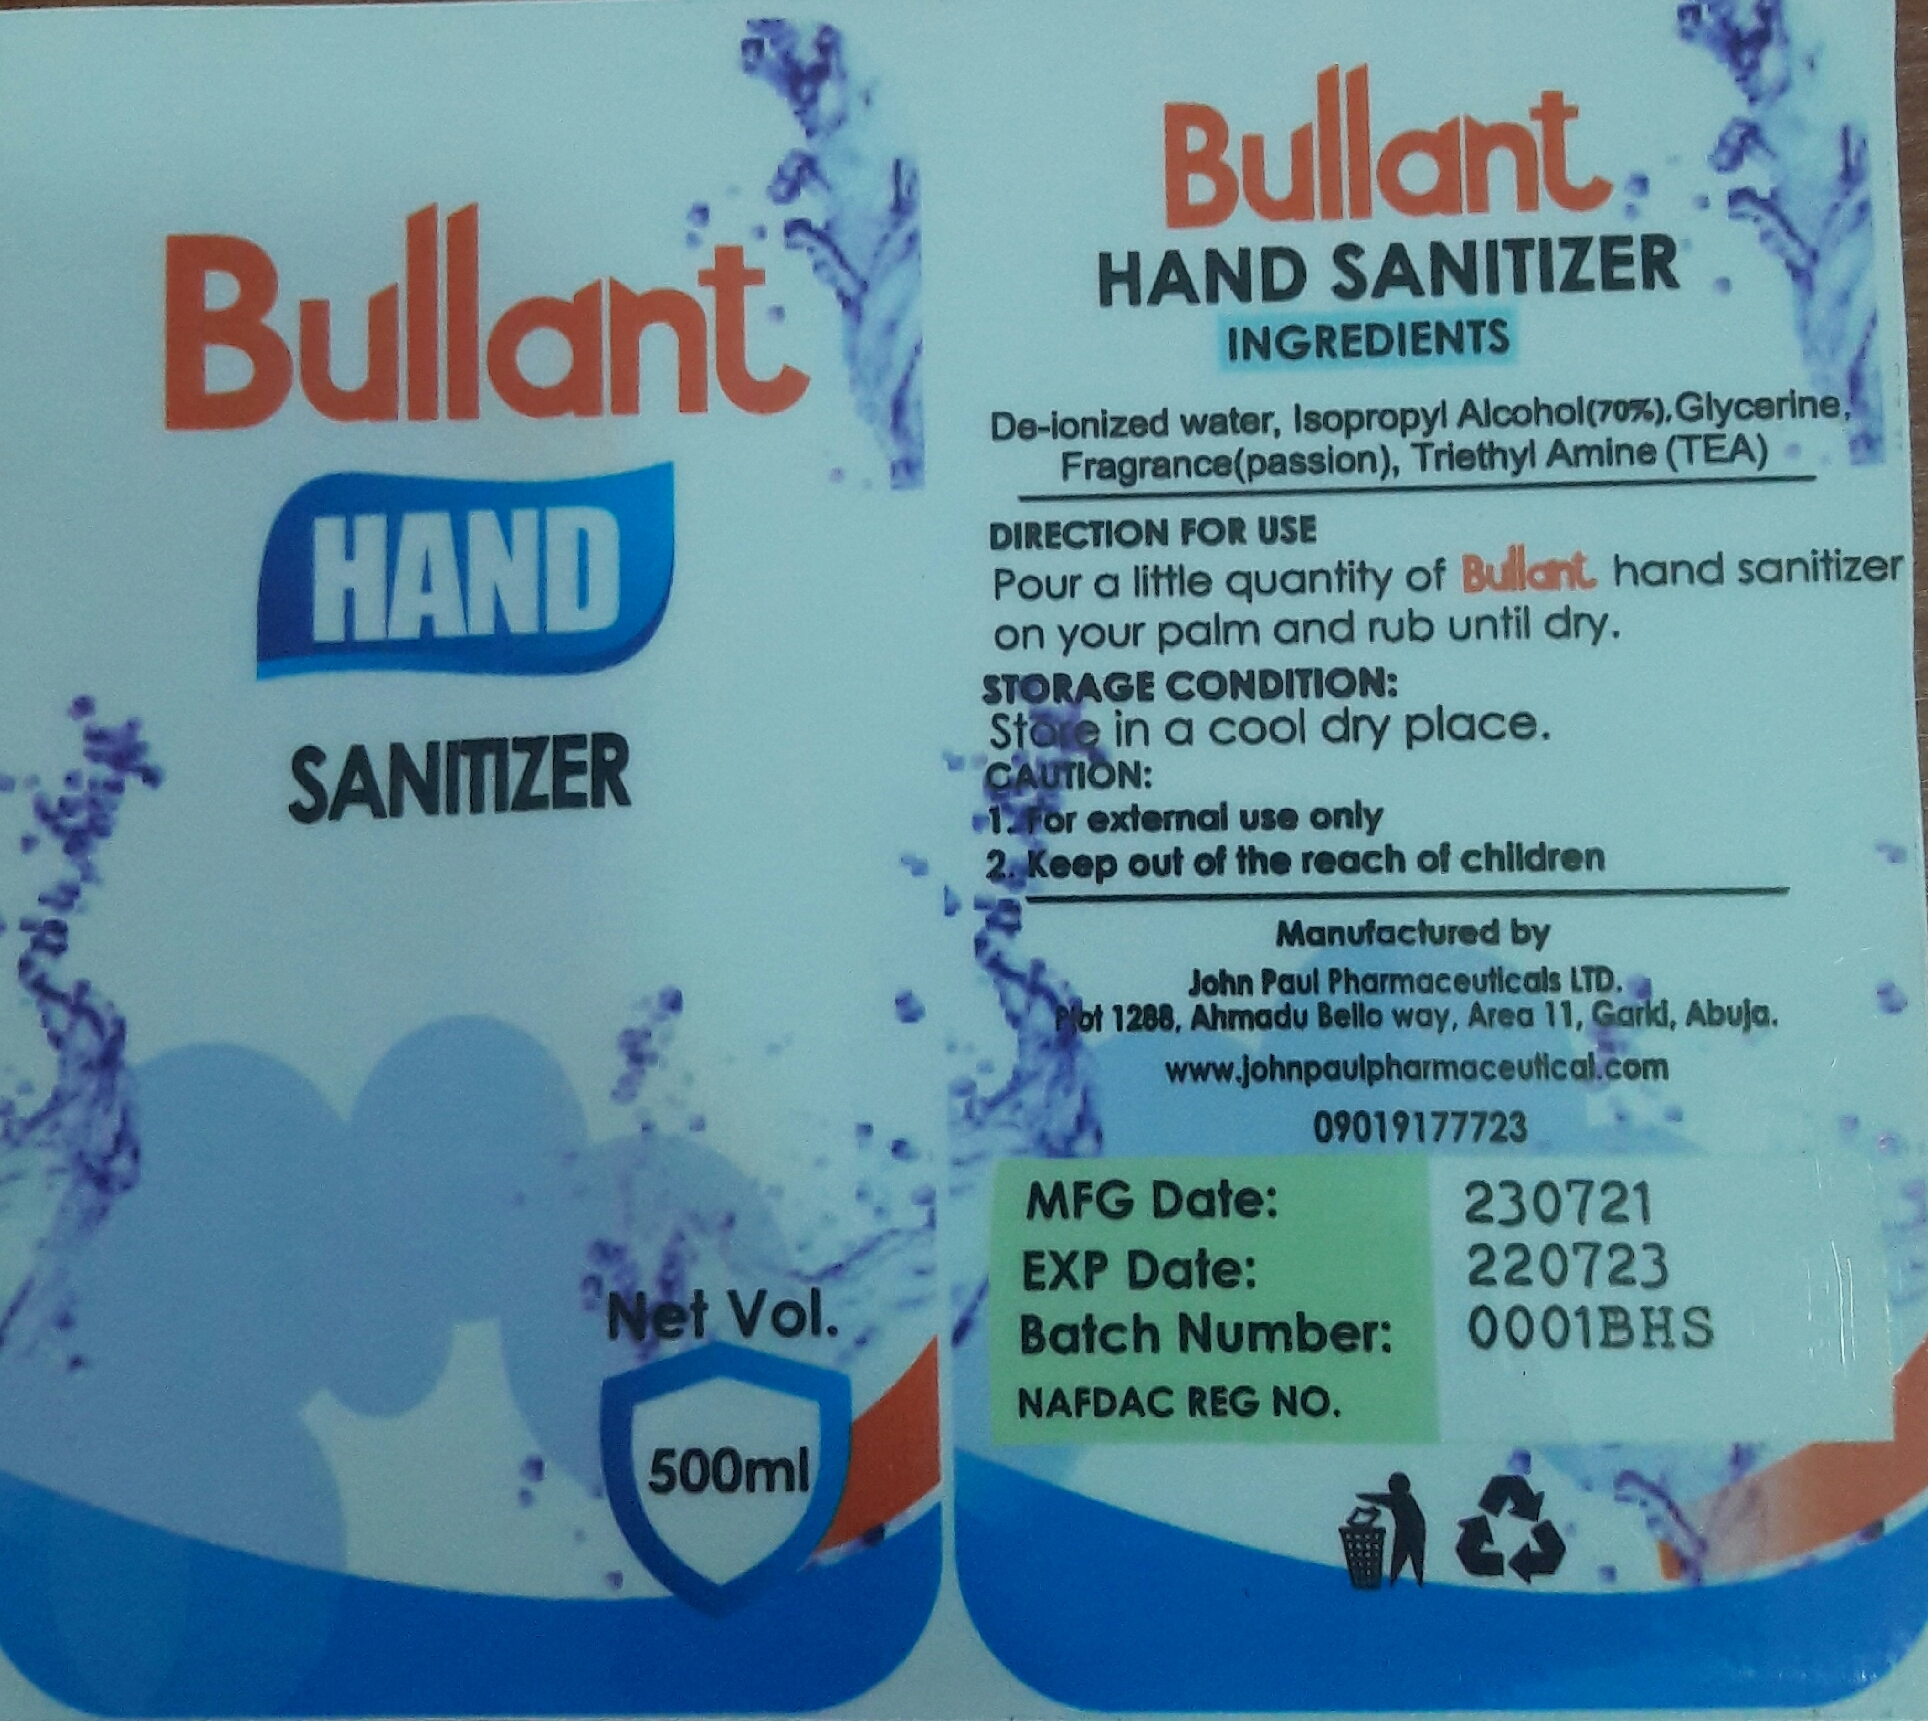 Bullant
HAND
SANITIZER
Net Vol.
500ml
Bullant
HAND SANITIZER
INGREDIENTS
De-ionized water, Isopropyl Alcohol(70%),Glycerine,
Fragrance(passion), Triethyl Amine (TEA)
DIRECTION FOR USE
Pour a little quantity of Bullant hand sanitizer
on your palm and rub until dry.
STORAGE CONDITION:
Store in a cool dry place.
CAUTION:
1. For external use only
2. Keep out of the reach of children
Manufactured by
John Paul Pharmaceuticals LTD.
Plot 1288, Ahmadu Bello way, Area 11, Garki, Abuja.
www.johnpaulpharmaceutical.com
09019177723
MFG Date: 230721
EXP Date: 220723
Batch Number: 0001BHS
NAFDAC REG NO.